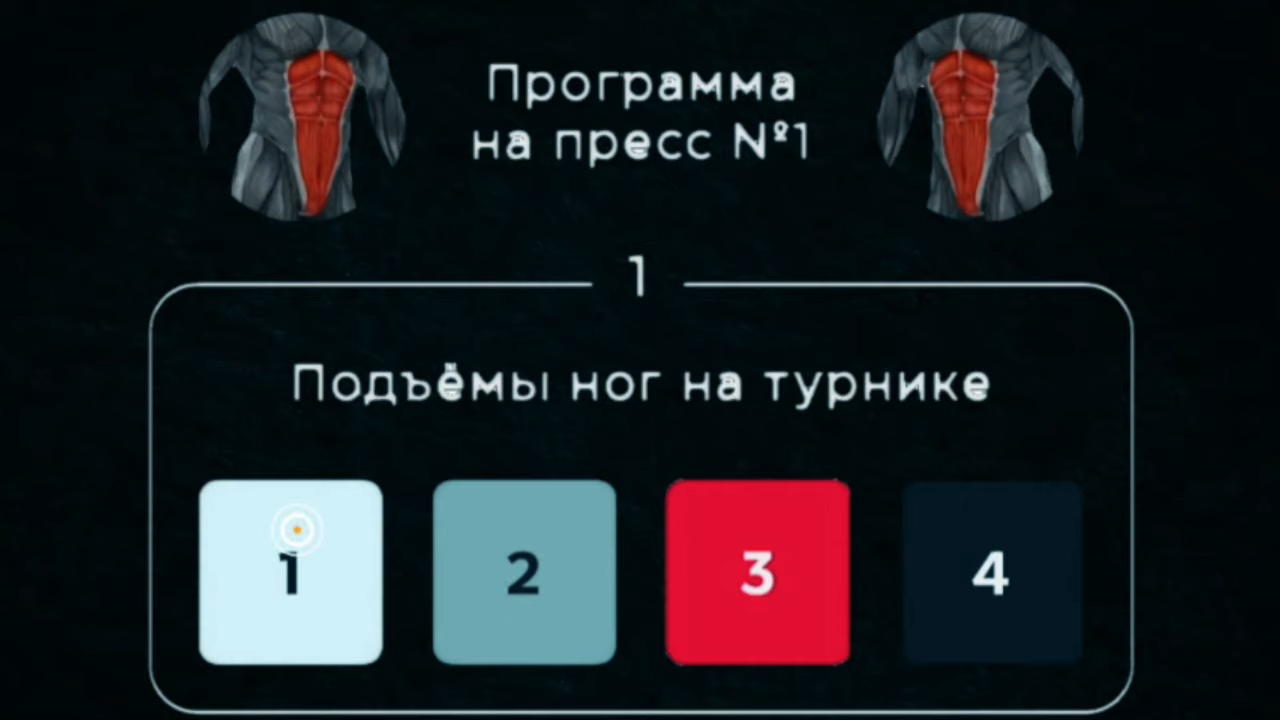 Программа
на пресс №1
1
Подъёмы ног на турнике
1 2 3 4